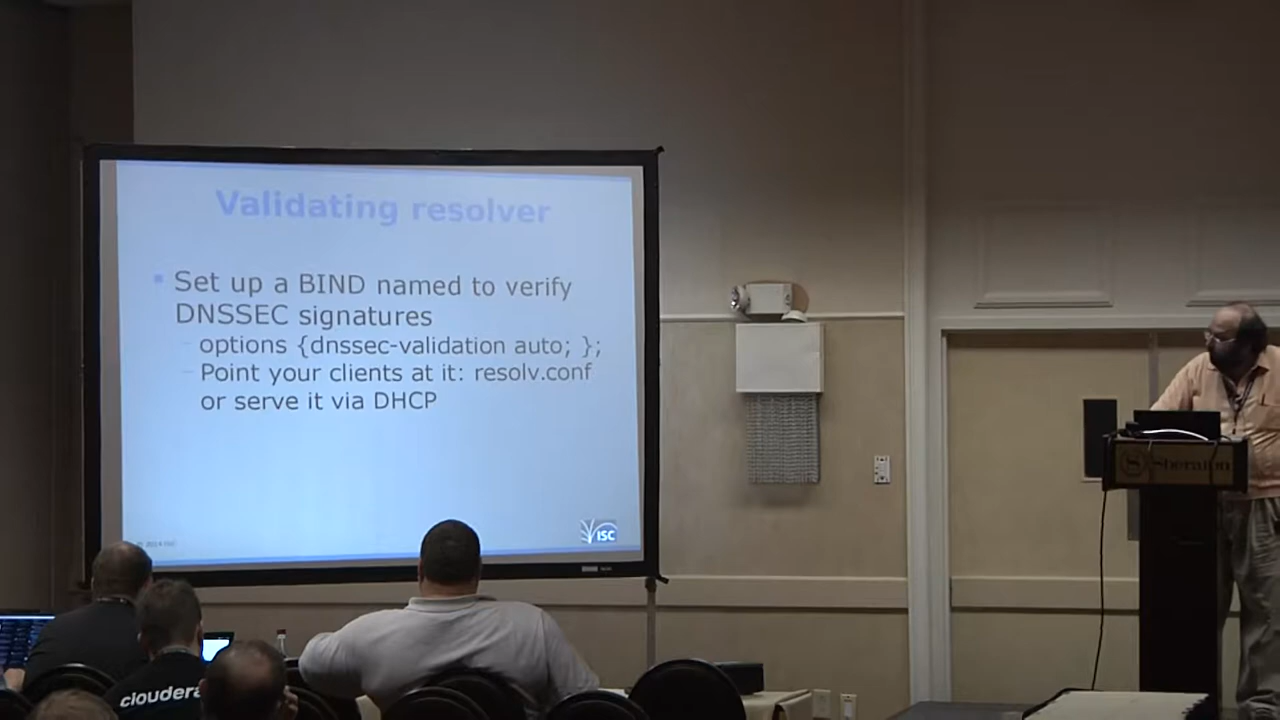 Validating resolver
Set up a BIND named to verify
DNSSEC signatures
options {dnssec-validation auto; };
Point your clients at it: resolv.conf
or serve it via DHCP
ISC
Sheraton
cloudera